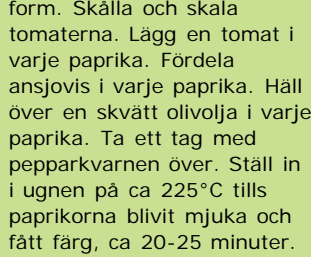 form. Skålla och skala
tomaterna. Lägg en tomat i
varje paprika. Fördela
ansjovis i varje paprika. Häll
över en skvätt olivolja i varje
paprika. Ta ett tag med
pepparkvarnen över. Ställ in
i ugnen på ca 225°C tills
paprikorna blivit mjuka och
fått färg, ca 20-25 minuter.